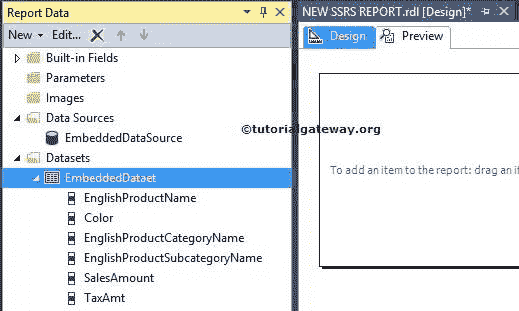 Report Data
NEW SSRS REPORT.rdl [Design]*
New Edit...
Design Preview
Built-in Fields
Parameters
Images
Data Sources
EmbeddedDataSource
©tutorialgateway.org
Datasets
EmbeddedDataet
To add an item to the report: drag an it
EnglishProductName
Color
EnglishProductCategoryName
EnglishProductSubcategoryName
SalesAmount
TaxAmt